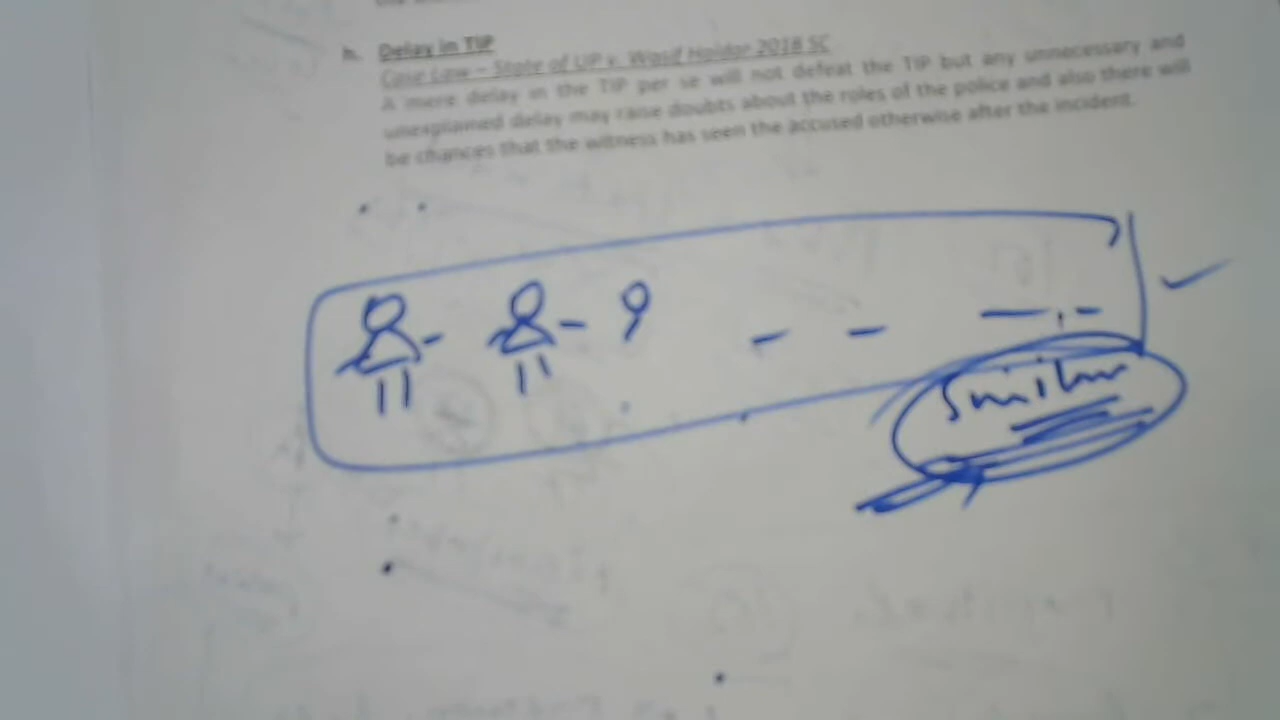 h. Delay in TIP
Case Law – State of UP v. Wasif Haider 2018 SC
A mere delay in the TIP per se will not defeat the TIP but any unnecessary and
unexplained delay may raise doubts about the roles of the police and also there will
be chances that the witness has seen the accused otherwise after the incident.
Similar